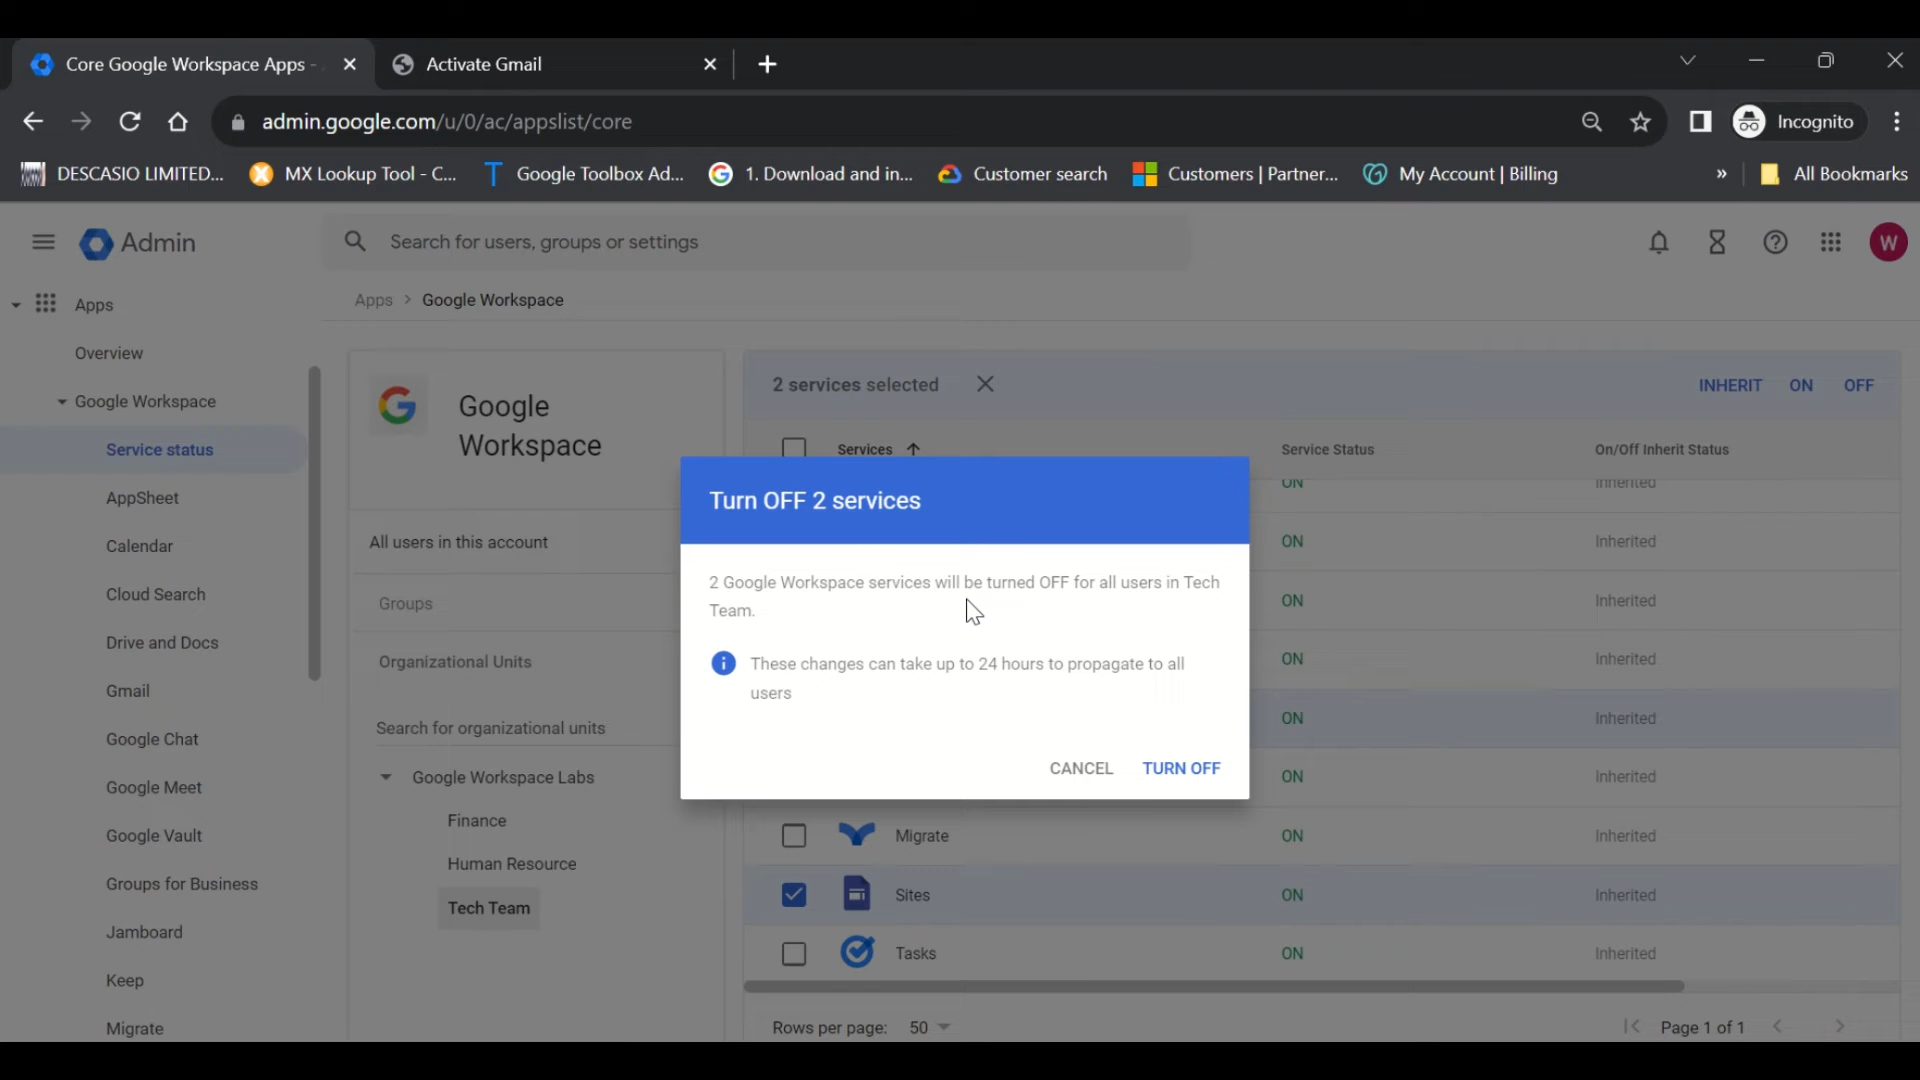 Core Google Workspace Apps -
Activate Gmail
admin.google.com/u/0/ac/appslist/core
Incognito
DESCASIO LIMITED...
MX Lookup Tool - C...
Google Toolbox Ad...
1. Download and in...
Customer search
Customers | Partner...
My Account | Billing
»
All Bookmarks
Admin
Search for users, groups or settings
W
Apps
Overview
Google Workspace
Service status
AppSheet
Calendar
Cloud Search
Drive and Docs
Gmail
Google Chat
Google Meet
Google Vault
Groups for Business
Jamboard
Keep
Migrate
Apps > Google Workspace
Google
Workspace
All users in this account
Groups
Organizational Units
Search for organizational units
Google Workspace Labs
Finance
Human Resource
Tech Team
2 services selected
INHERIT ON OFF
Services Service Status On/Off Inherit Status
ON Inherited
ON Inherited
ON Inherited
ON Inherited
ON Inherited
ON Inherited
Migrate ON Inherited
Sites ON Inherited
Tasks ON Inherited
Rows per page: 50
Page 1 of 1
Turn OFF 2 services
2 Google Workspace services will be turned OFF for all users in Tech
Team.
These changes can take up to 24 hours to propagate to all
users
CANCEL TURN OFF